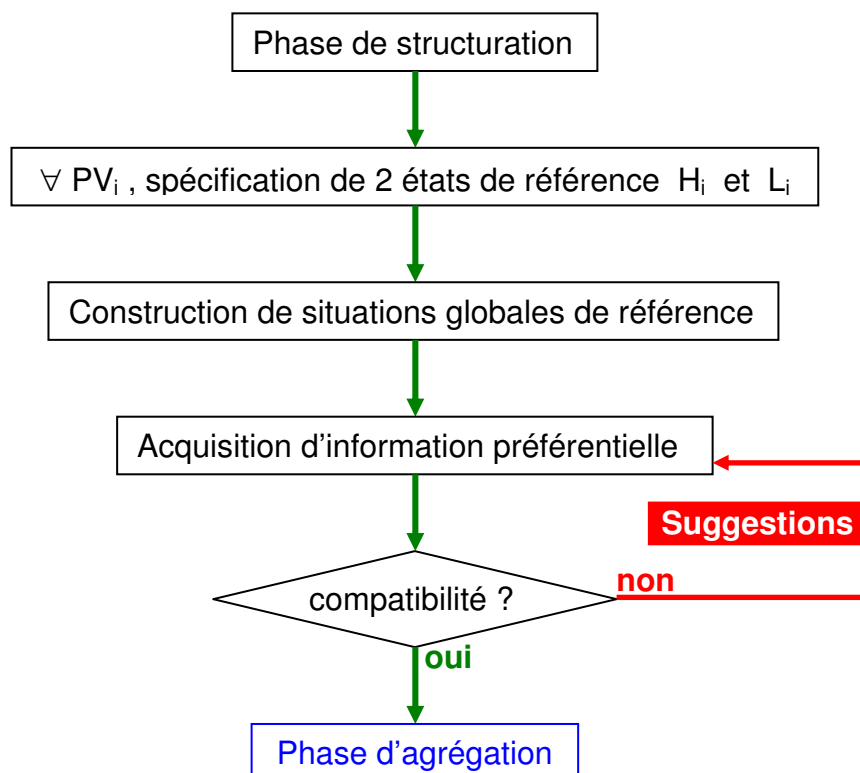 Phase de structuration
∀ PVᵢ , spécification de 2 états de référence Hᵢ et Lᵢ
Construction de situations globales de référence
Acquisition d’information préférentielle
Suggestions
compatibilité ?
non
oui
Phase d’agrégation